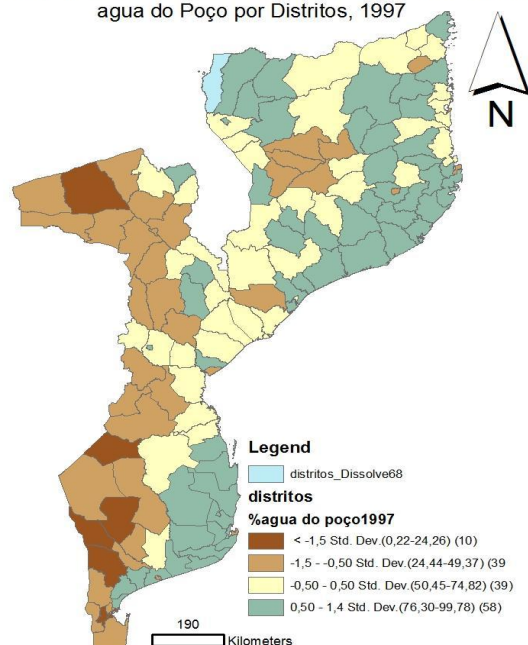 agua do Poço por Distritos, 1997
N
Legend
distritos_Dissolve68
distritos
%agua do poço1997
< -1,5 Std. Dev.(0,22-24,26) (10)
-1,5 - -0,50 Std. Dev.(24,44-49,37) (39
-0,50 - 0,50 Std. Dev.(50,45-74,82) (39)
0,50 - 1,4 Std. Dev.(76,30-99,78) (58)
190
Kilometers